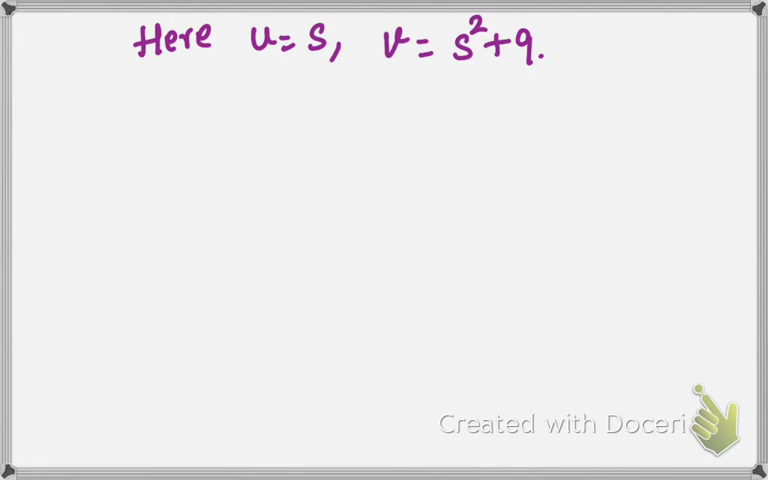 Here u = s, v = s²+9.
Created with Doceri